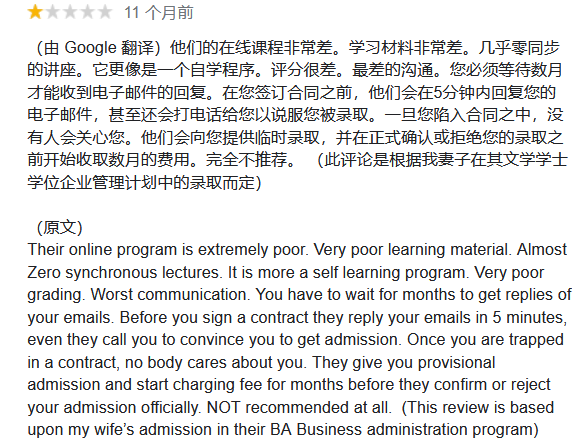 11 个月前
（由 Google 翻译）他们的在线课程非常差。学习材料非常差。几乎零同步
的讲座。它更像是一个自学程序。评分很差。最差的沟通。您必须等待数月
才能收到电子邮件的回复。在您签订合同之前，他们会在5分钟内回复您的
电子邮件，甚至还会打电话给您以说服您被录取。一旦您陷入合同之中，没
有人会关心您。他们会向您提供临时录取，并在正式确认或拒绝您的录取之
前开始收取数月的费用。完全不推荐。 （此评论是根据我妻子在其文学学士
学位企业管理计划中的录取而定）
（原文）
Their online program is extremely poor. Very poor learning material. Almost
Zero synchronous lectures. It is more a self learning program. Very poor
grading. Worst communication. You have to wait for months to get replies of
your emails. Before you sign a contract they reply your emails in 5 minutes,
even they call you to convince you to get admission. Once you are trapped
in a contract, no body cares about you. They give you provisional
admission and start charging fee for months before they confirm or reject
your admission officially. NOT recommended at all.  (This review is based
upon my wife's admission in their BA Business administration program)